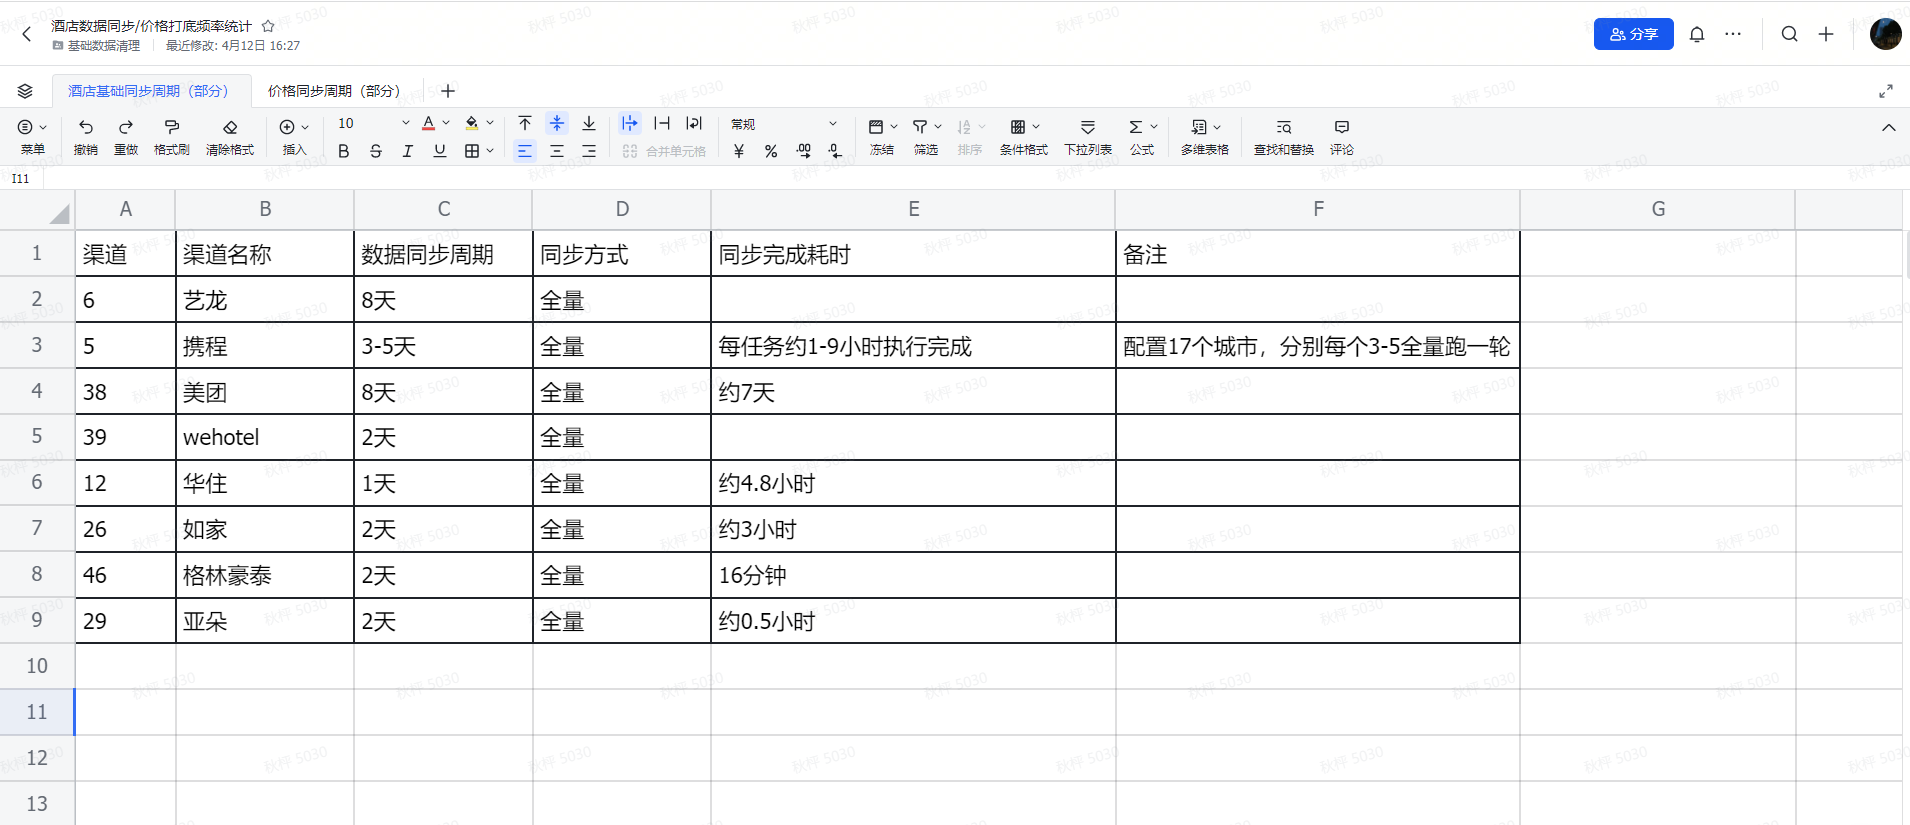 酒店数据同步/价格打底频率统计
基础数据清理 最近修改: 4月12日 16:27
分享
酒店基础同步周期（部分） 价格同步周期（部分）
10 常规
菜单 撤销 重做 格式刷 清除格式 插入 合并单元格 冻结 筛选 排序 条件格式 下拉列表 公式 多维表格 查找和替换 评论
I11
A B C D E F G
1 渠道 渠道名称 数据同步周期 同步方式 同步完成耗时 备注
2 6 艺龙 8天 全量
3 5 携程 3-5天 全量 每任务约1-9小时执行完成 配置17个城市，分别每个3-5全量跑一轮
4 38 美团 8天 全量 约7天
5 39 wehotel 2天 全量
6 12 华住 1天 全量 约4.8小时
7 26 如家 2天 全量 约3小时
8 46 格林豪泰 2天 全量 16分钟
9 29 亚朵 2天 全量 约0.5小时
10
11
12
13